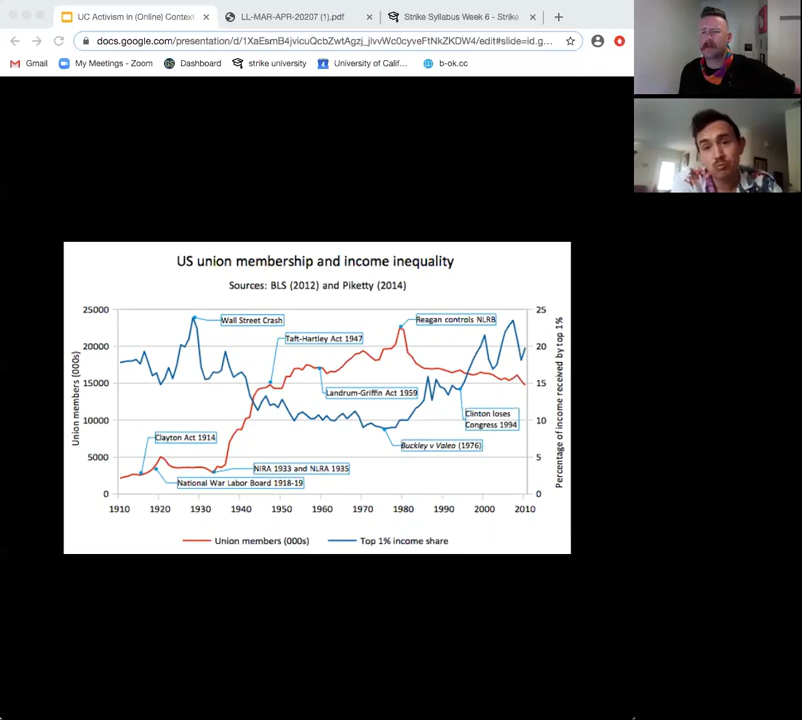 UC Activism In (Online) Context
LL-MAR-APR-20207 (1).pdf
Strike Syllabus Week 6 - Strike
docs.google.com/presentation/d/1XaEsmB4jvicuQcbZwtAgzj_jlvvWc0cyveFtNkZKDW4/edit#slide=id.g...
Gmail
My Meetings - Zoom
Dashboard
strike university
University of Calif...
b-ok.cc
US union membership and income inequality
Sources: BLS (2012) and Piketty (2014)
25000
20000
15000
10000
5000
0
Union members (000s)
Wall Street Crash
Taft-Hartley Act 1947
Reagan controls NLRB
Landrum-Griffin Act 1959
Clinton loses
Congress 1994
Clayton Act 1914
Buckley v Valeo (1976)
NIRA 1933 and NLRA 1935
National War Labor Board 1918-19
25
20
15
10
5
0
Percentage of income received by top 1%
1910 1920 1930 1940 1950 1960 1970 1980 1990 2000 2010
Union members (000s)
Top 1% income share